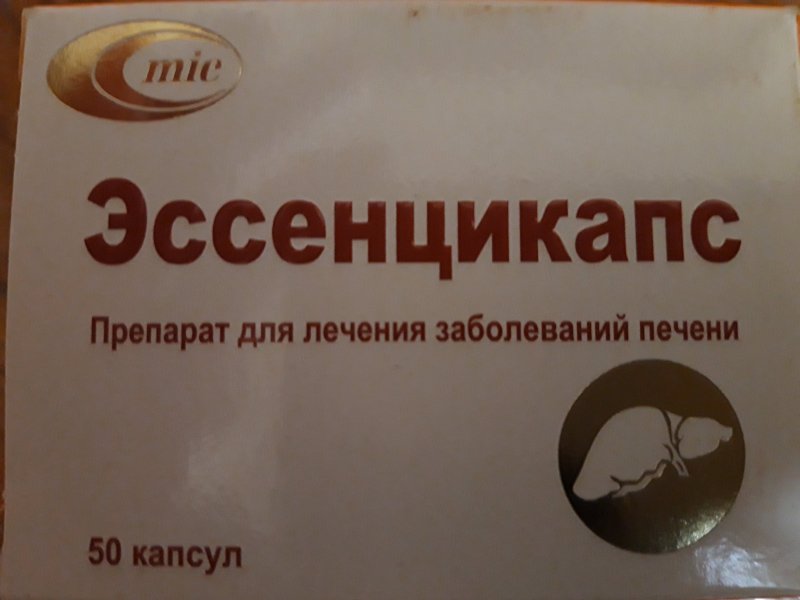 mic
Эссенцикапс
Препарат для лечения заболеваний печени
50 капсул